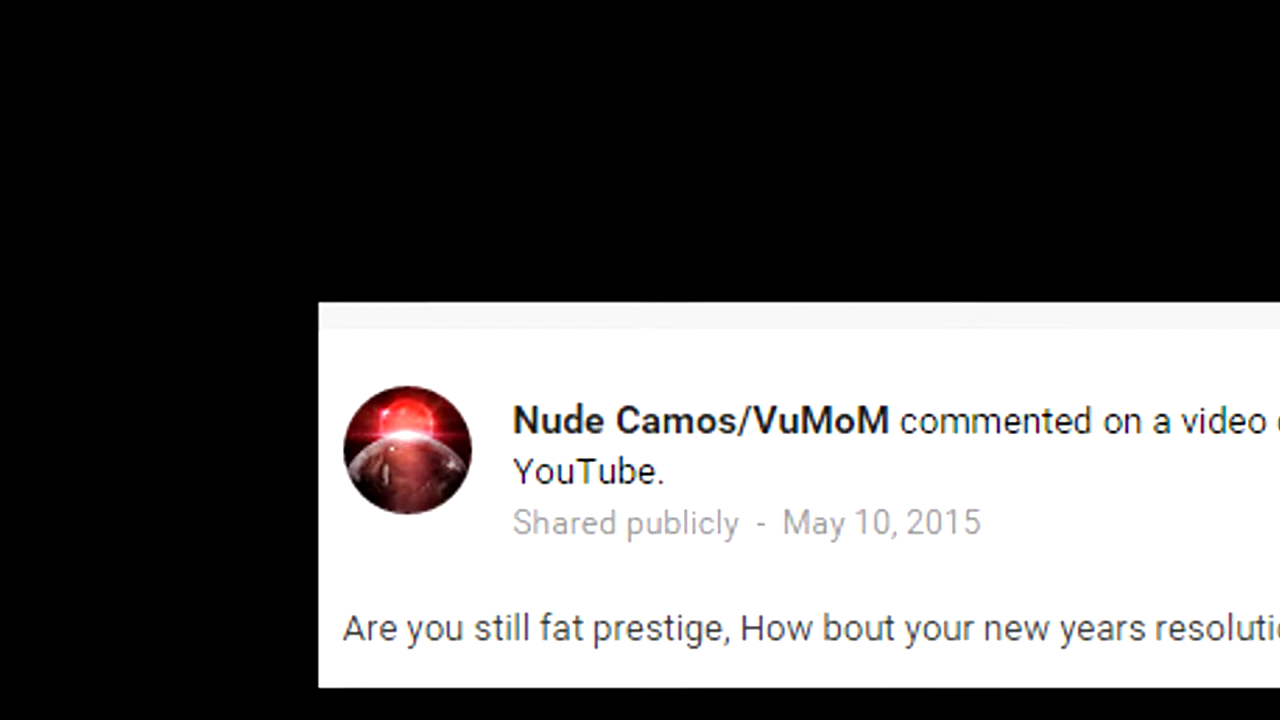 Nude Camos/VuMoM commented on a video
YouTube.
Shared publicly - May 10, 2015
Are you still fat prestige, How bout your new years